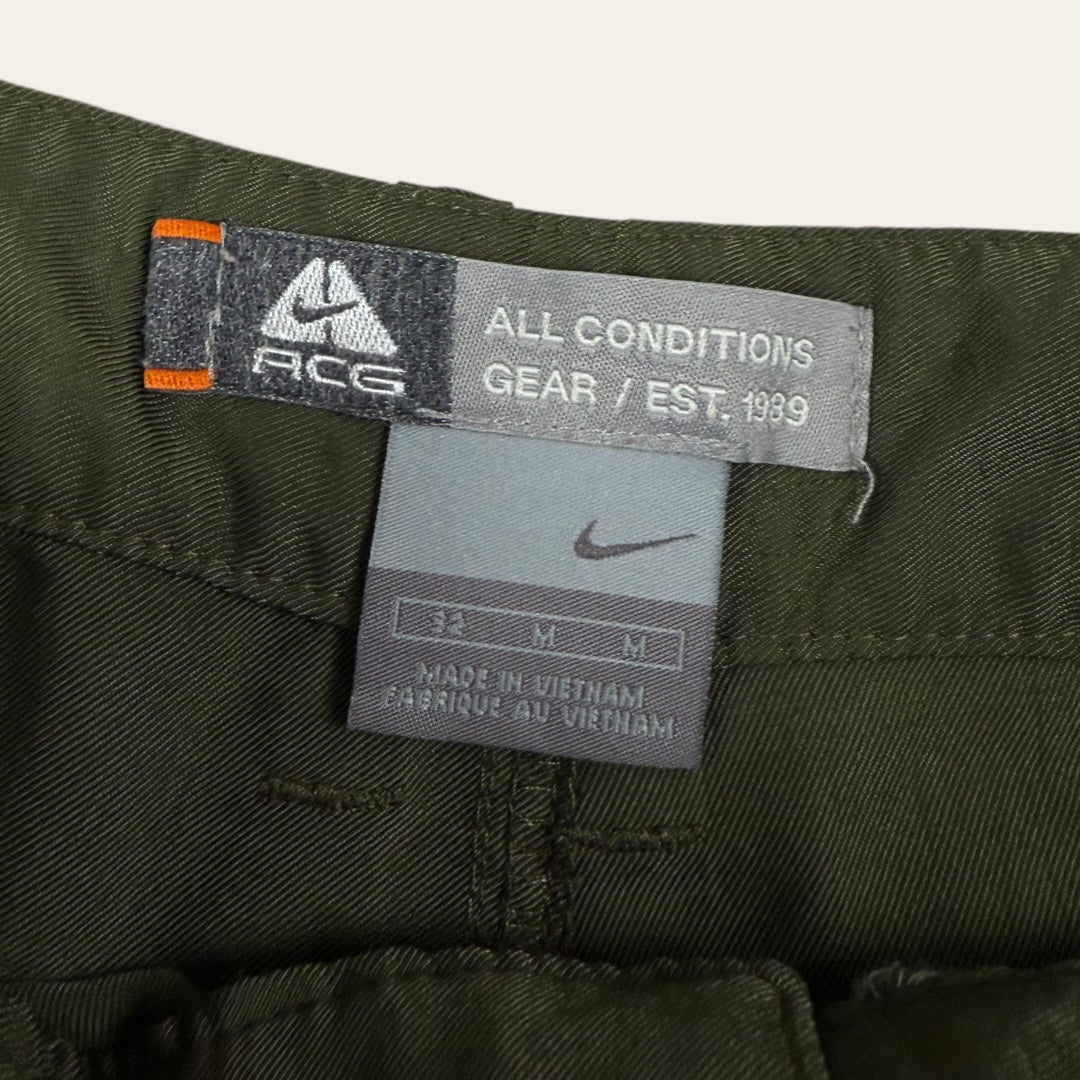 ACG
ALL CONDITIONS
GEAR / EST. 1989
32 M M
MADE IN VIETNAM
FABRIQUE AU VIETNAM